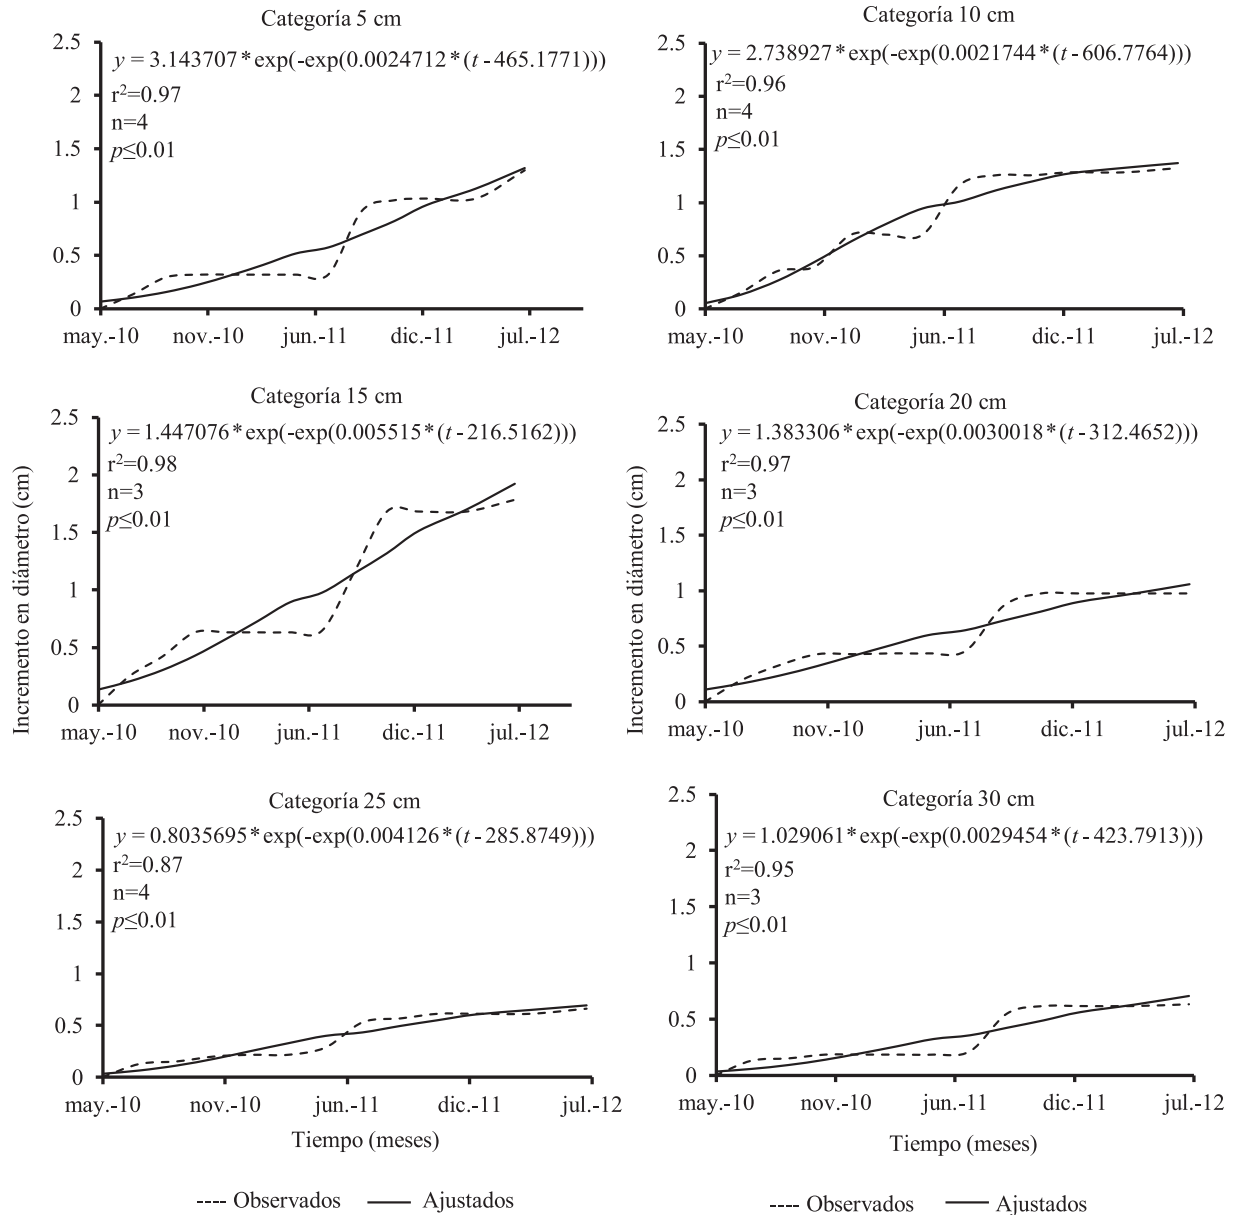 Categoría 5 cm
y = 3.143707*exp(-exp(0.0024712*(t-465.1771)))
r²=0.97
n=4
p≤0.01
2.5
2
1.5
1
0.5
0
may.-10 nov.-10 jun.-11 dic.-11 jul.-12
Categoría 10 cm
y = 2.738927*exp(-exp(0.0021744*(t-606.7764)))
r²=0.96
n=4
p≤0.01
2.5
2
1.5
1
0.5
0
may.-10 nov.-10 jun.-11 dic.-11 jul.-12
Categoría 15 cm
y = 1.447076*exp(-exp(0.005515*(t-216.5162)))
r²=0.98
n=3
p≤0.01
Incremento en diámetro (cm)
2.5
2
1.5
1
0.5
0
may.-10 nov.-10 jun.-11 dic.-11 jul.-12
Categoría 20 cm
y = 1.383306*exp(-exp(0.0030018*(t-312.4652)))
r²=0.97
n=3
p≤0.01
Incremento en diámetro (cm)
2.5
2
1.5
1
0.5
0
may.-10 nov.-10 jun.-11 dic.-11 jul.-12
Categoría 25 cm
y = 0.8035695*exp(-exp(0.004126*(t-285.8749)))
r²=0.87
n=4
p≤0.01
2.5
2
1.5
1
0.5
0
may.-10 nov.-10 jun.-11 dic.-11 jul.-12
Tiempo (meses)
Categoría 30 cm
y = 1.029061*exp(-exp(0.0029454*(t-423.7913)))
r²=0.95
n=3
p≤0.01
2.5
2
1.5
1
0.5
0
may.-10 nov.-10 jun.-11 dic.-11 jul.-12
Tiempo (meses)
Observados Ajustados
Observados Ajustados